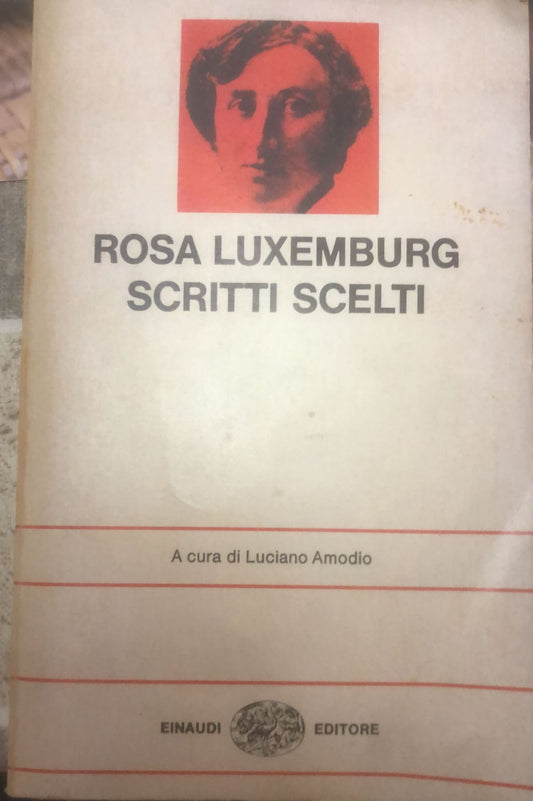 ROSA LUXEMBURG
SCRITTI SCELTI
A cura di Luciano Amodio
EINAUDI EDITORE